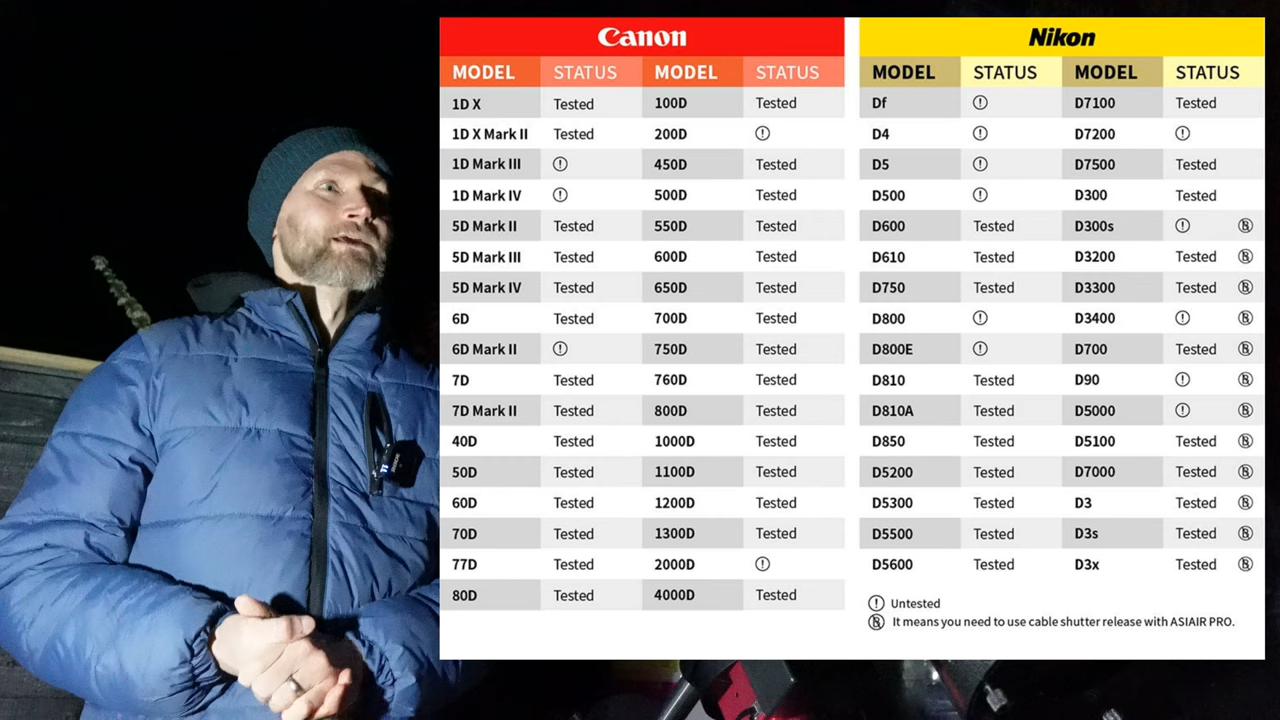 Canon
MODEL STATUS MODEL STATUS
1D X Tested 100D Tested
1D X Mark II Tested 200D !
1D Mark III ! 450D Tested
1D Mark IV ! 500D Tested
5D Mark II Tested 550D Tested
5D Mark III Tested 600D Tested
5D Mark IV Tested 650D Tested
6D Tested 700D Tested
6D Mark II ! 750D Tested
7D Tested 760D Tested
7D Mark II Tested 800D Tested
40D Tested 1000D Tested
50D Tested 1100D Tested
60D Tested 1200D Tested
70D Tested 1300D Tested
77D Tested 2000D !
80D Tested 4000D Tested
Nikon
MODEL STATUS MODEL STATUS
Df ! D7100 Tested
D4 ! D7200 !
D5 ! D7500 Tested
D500 ! D300 Tested
D600 Tested D300s !
D610 Tested D3200 Tested
D750 Tested D3300 Tested
D800 ! D3400 !
D800E ! D700 Tested
D810 Tested D90 !
D810A Tested D5000 !
D850 Tested D5100 Tested
D5200 Tested D7000 Tested
D5300 Tested D3 Tested
D5500 Tested D3s Tested
D5600 Tested D3x Tested
! Untested
It means you need to use cable shutter release with ASIAIR PRO.